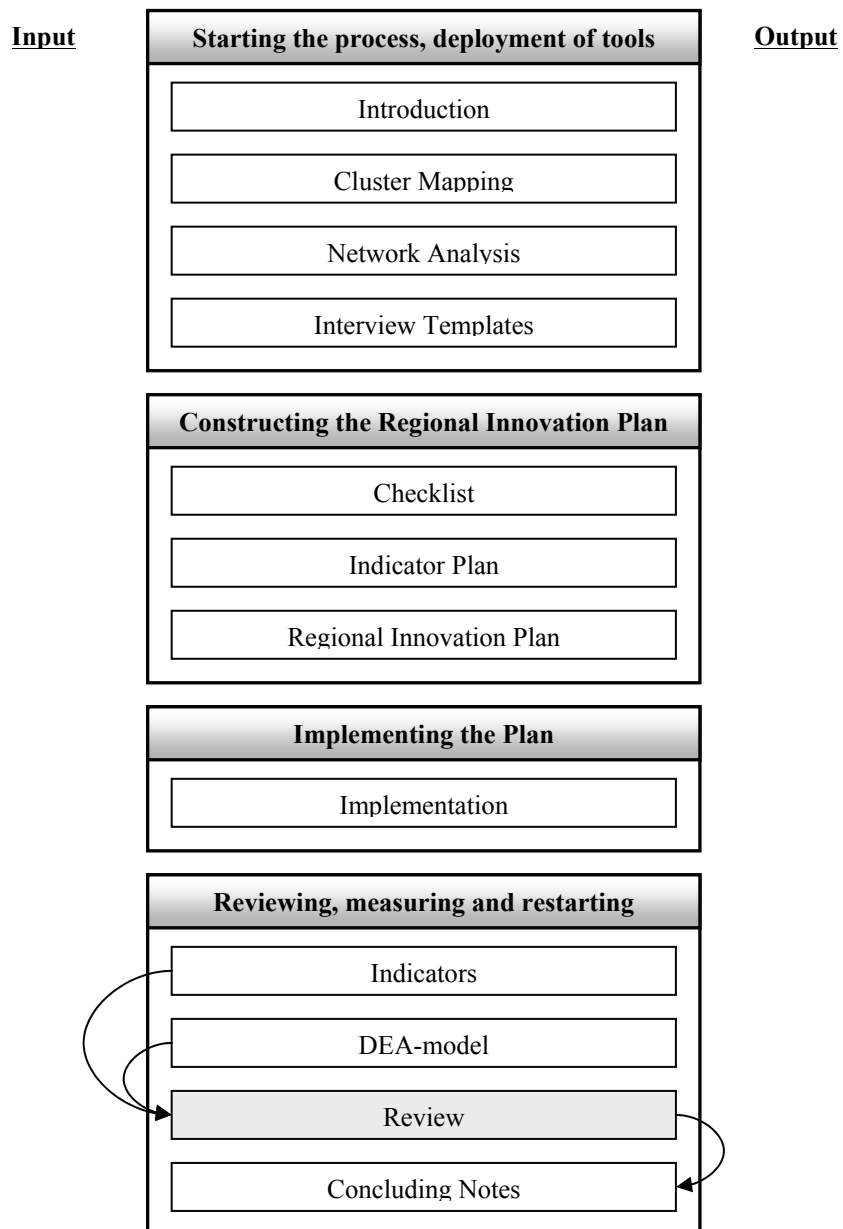 Input
Starting the process, deployment of tools
Output
Introduction
Cluster Mapping
Network Analysis
Interview Templates
Constructing the Regional Innovation Plan
Checklist
Indicator Plan
Regional Innovation Plan
Implementing the Plan
Implementation
Reviewing, measuring and restarting
Indicators
DEA-model
Review
Concluding Notes